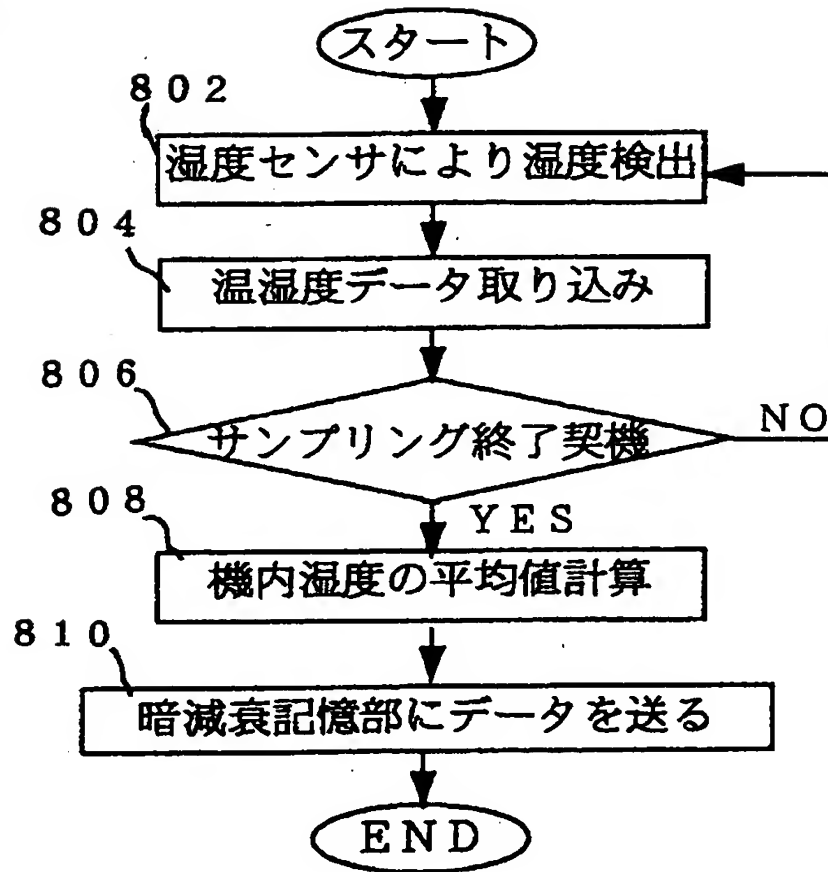 スタート
802
湿度センサにより湿度検出
804
温湿度データ取り込み
806
サンプリング終了契機
NO
YES
808
機内湿度の平均値計算
810
暗減衰記憶部にデータを送る
END